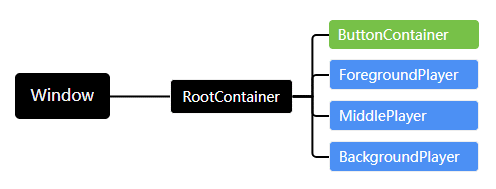 Window
RootContainer
ButtonContainer
ForegroundPlayer
MiddlePlayer
BackgroundPlayer